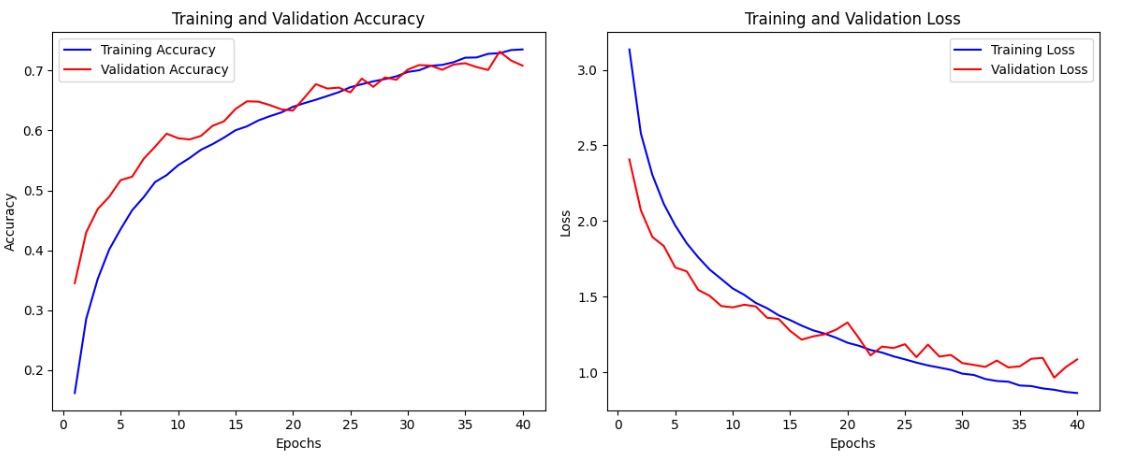 Training and Validation Accuracy
Training Accuracy
Validation Accuracy
0.7
0.6
0.5
0.4
0.3
0.2
Accuracy
0 5 10 15 20 25 30 35 40
Epochs
Training and Validation Loss
Training Loss
Validation Loss
3.0
2.5
2.0
1.5
1.0
Loss
0 5 10 15 20 25 30 35 40
Epochs